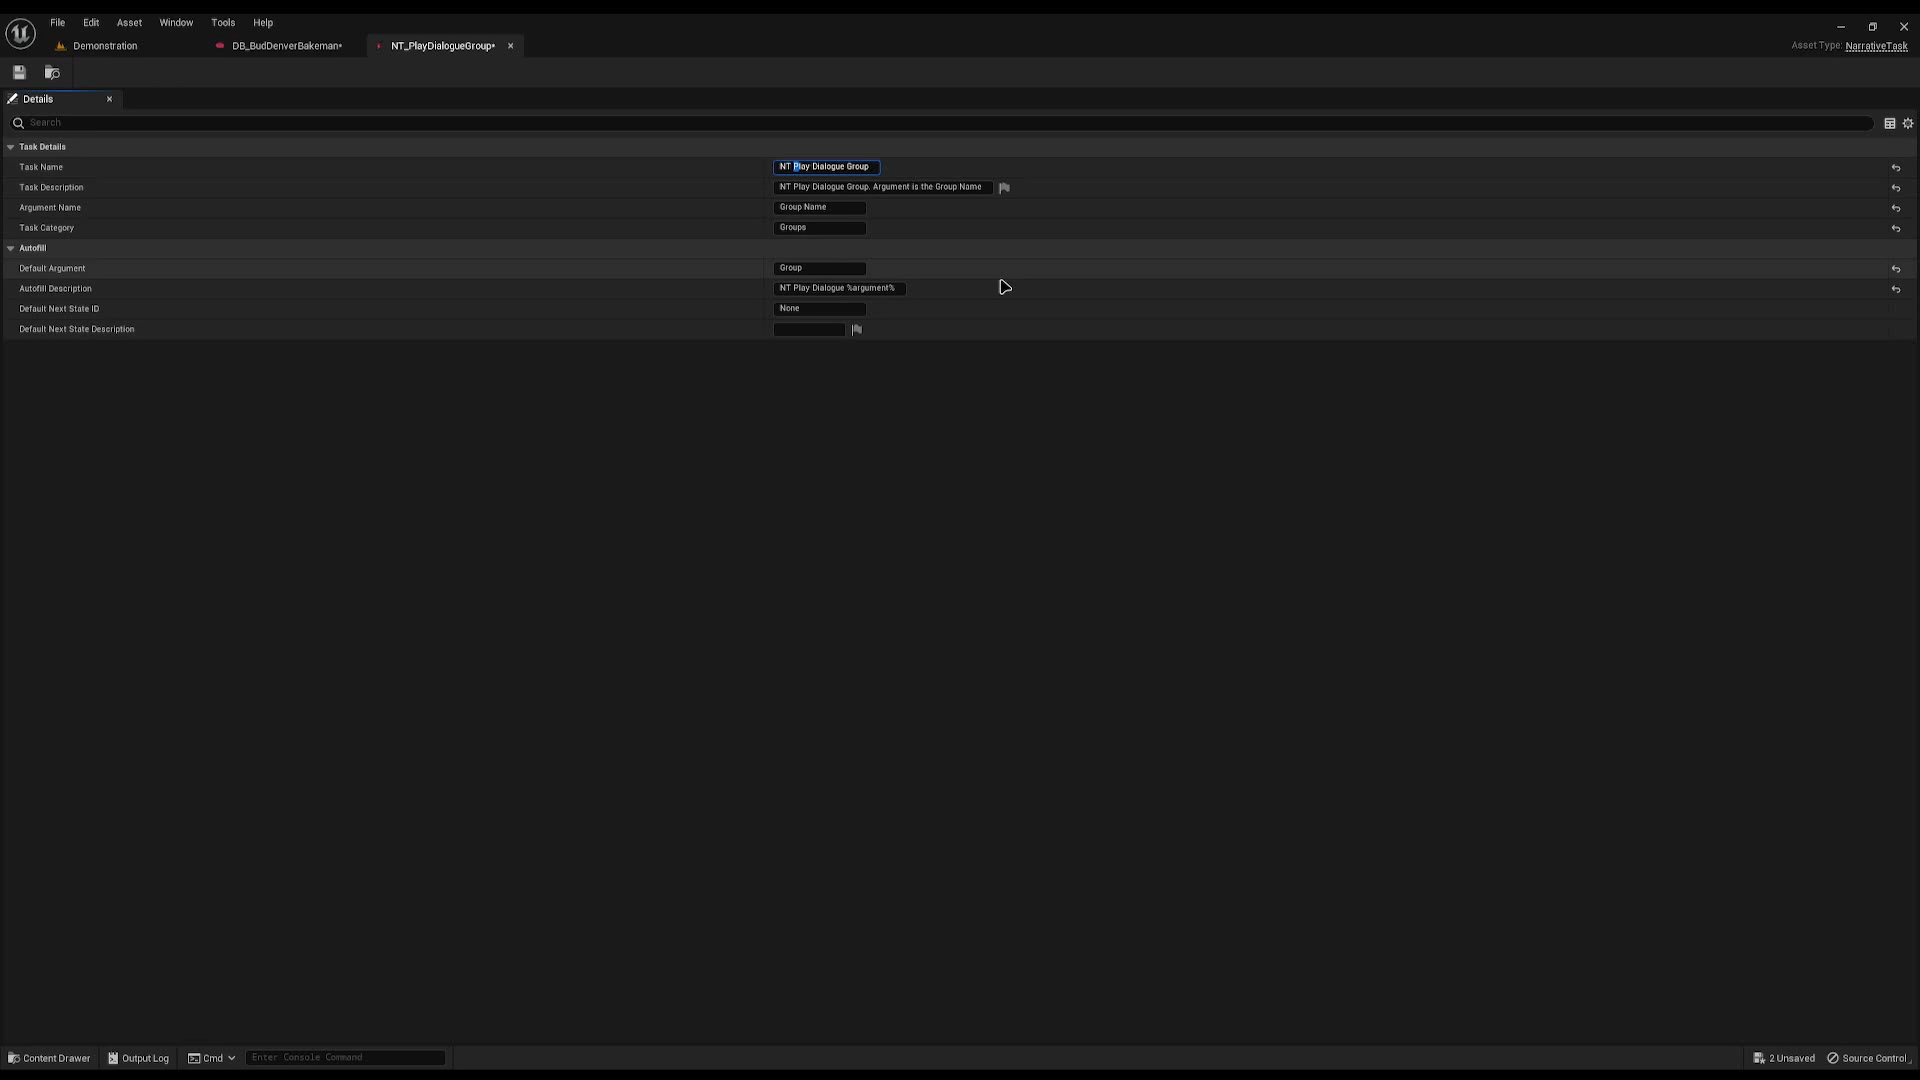 File Edit Asset Window Tools Help
Demonstration DB_BudDenverBakeman• NT_PlayDialogueGroup•
Asset Type: NarrativeTask
Details
Search
Task Details
Task Name NT Play Dialogue Group
Task Description NT Play Dialogue Group. Argument is the Group Name
Argument Name Group Name
Task Category Groups
Autofill
Default Argument Group
Autofill Description NT Play Dialogue %argument%
Default Next State ID None
Default Next State Description
Content Drawer Output Log Cmd Enter Console Command 2 Unsaved Source Control